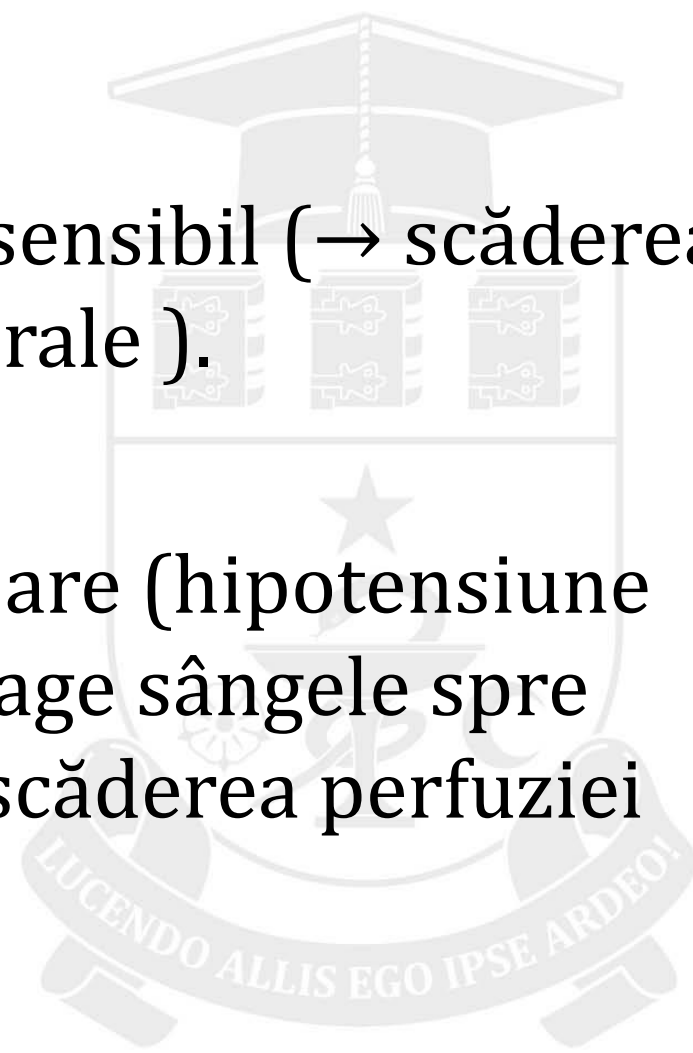 sensibil (→ scăderea
rale ).
are (hipotensiune
age sângele spre
scăderea perfuziei
LUCENDO ALLIS EGO IPSE ARDEO!